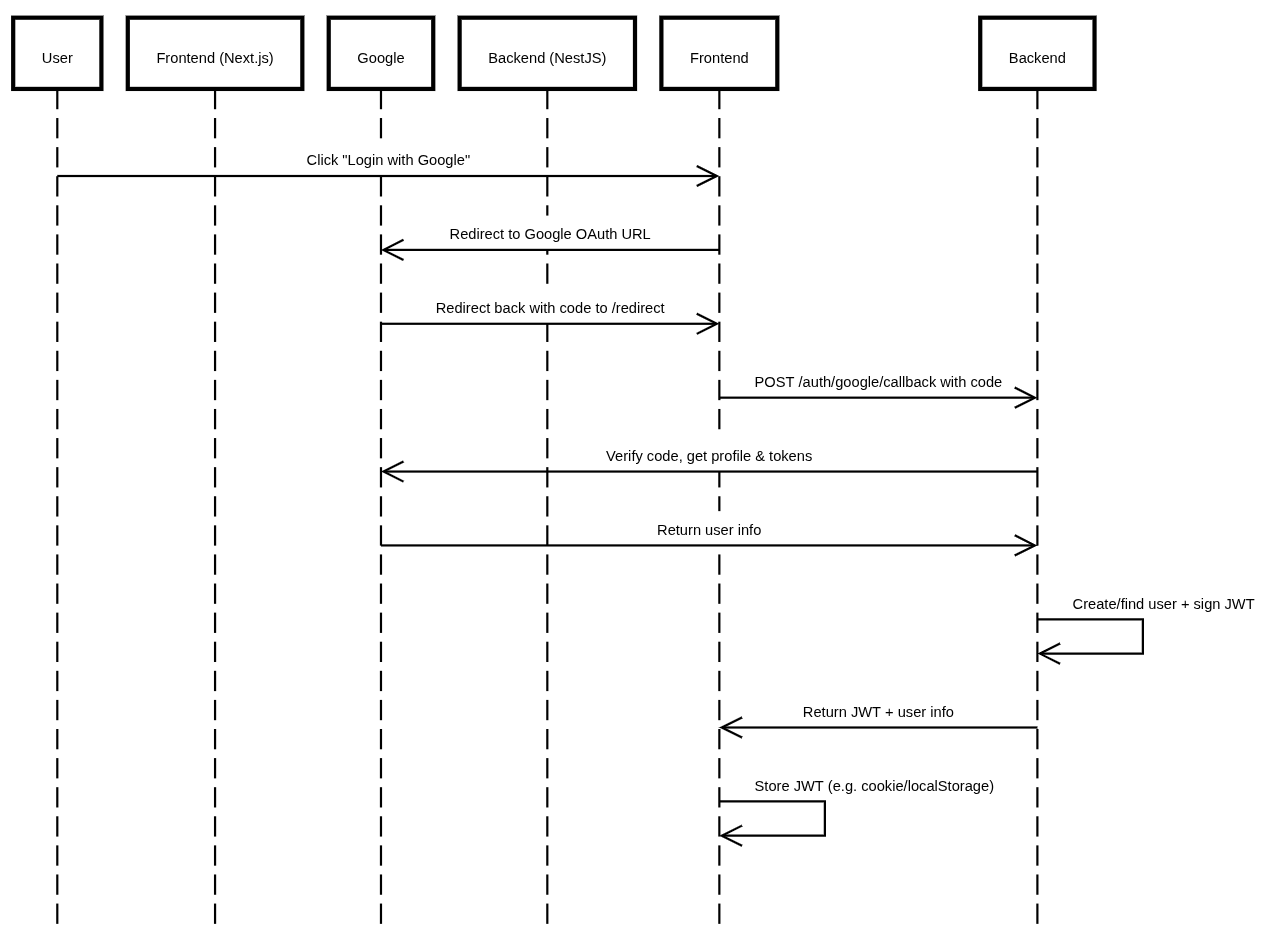 User
Frontend (Next.js)
Google
Backend (NestJS)
Frontend
Backend
Click "Login with Google"
Redirect to Google OAuth URL
Redirect back with code to /redirect
POST /auth/google/callback with code
Verify code, get profile & tokens
Return user info
Create/find user + sign JWT
Return JWT + user info
Store JWT (e.g. cookie/localStorage)